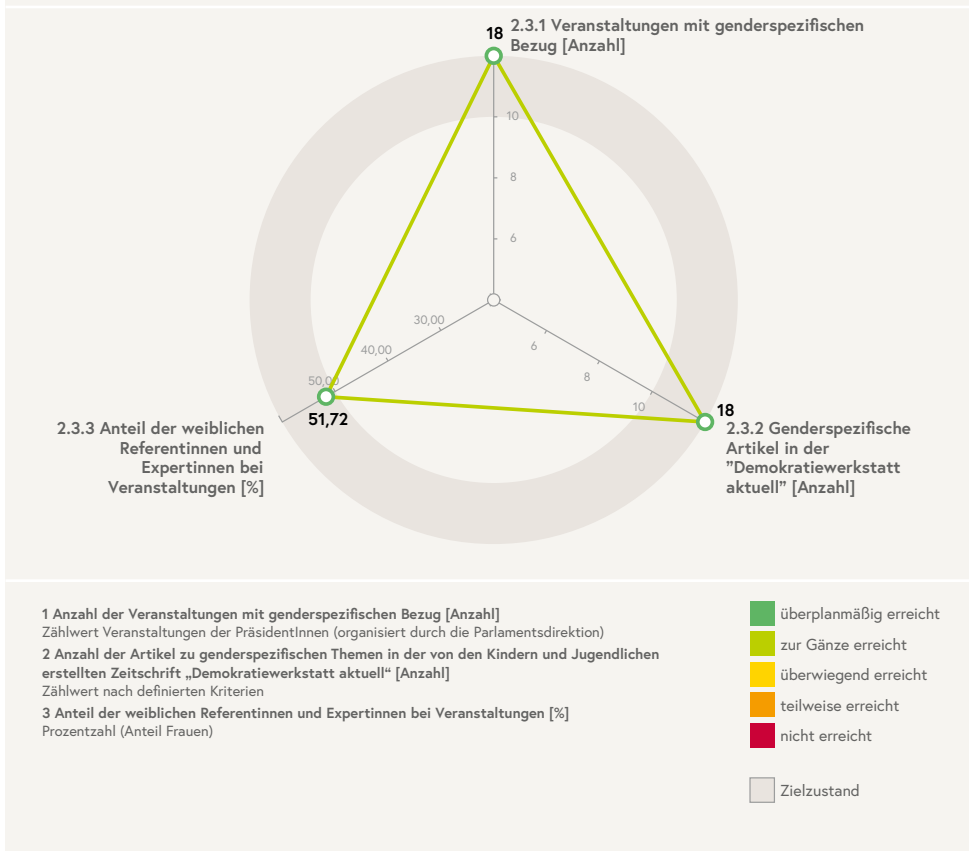 18
2.3.1 Veranstaltungen mit genderspezifischen
Bezug [Anzahl]
10
8
6
30,00
40,00
50,00
6
8
10
51,72
18
2.3.3 Anteil der weiblichen
Referentinnen und
Expertinnen bei
Veranstaltungen [%]
2.3.2 Genderspezifische
Artikel in der
”Demokratiewerkstatt
aktuell” [Anzahl]
1 Anzahl der Veranstaltungen mit genderspezifischen Bezug [Anzahl]
Zählwert Veranstaltungen der PräsidentInnen (organisiert durch die Parlamentsdirektion)
2 Anzahl der Artikel zu genderspezifischen Themen in der von den Kindern und Jugendlichen
erstellten Zeitschrift „Demokratiewerkstatt aktuell“ [Anzahl]
Zählwert nach definierten Kriterien
3 Anteil der weiblichen Referentinnen und Expertinnen bei Veranstaltungen [%]
Prozentzahl (Anteil Frauen)
überplanmäßig erreicht
zur Gänze erreicht
überwiegend erreicht
teilweise erreicht
nicht erreicht
Zielzustand